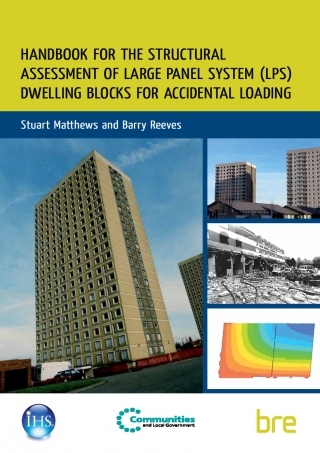 HANDBOOK FOR THE STRUCTURAL
ASSESSMENT OF LARGE PANEL SYSTEM (LPS)
DWELLING BLOCKS FOR ACCIDENTAL LOADING
Stuart Matthews and Barry Reeves
IHS
Communities
and Local Government
bre